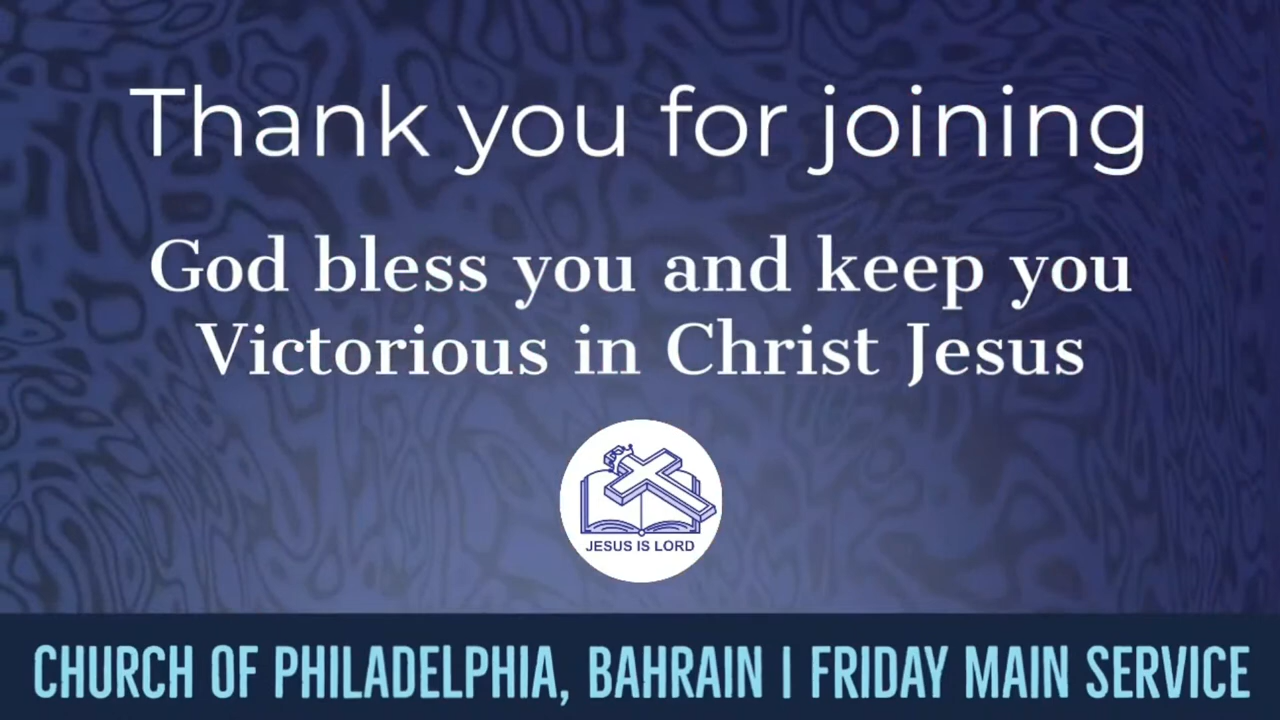 Thank you for joining
God bless you and keep you
Victorious in Christ Jesus
JESUS IS LORD
CHURCH OF PHILADELPHIA, BAHRAIN | FRIDAY MAIN SERVICE